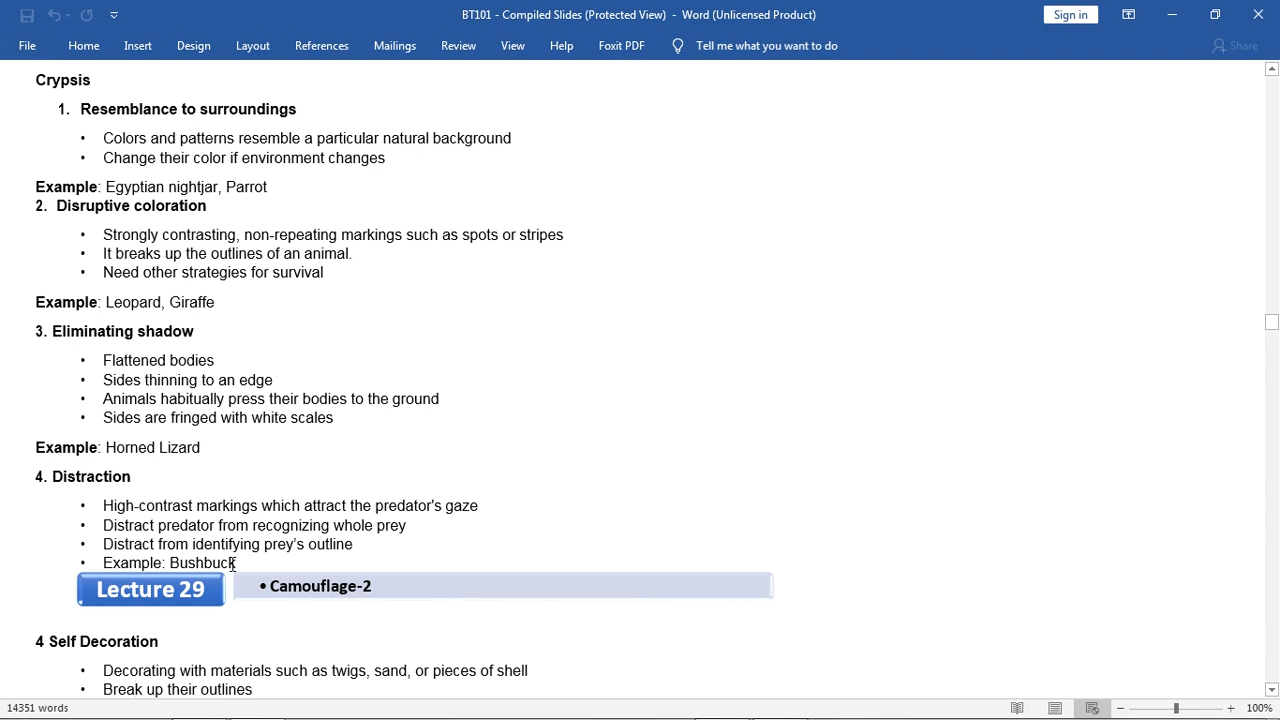 BT101 - Compiled Slides (Protected View) - Word (Unlicensed Product)
Sign in
File Home Insert Design Layout References Mailings Review View Help Foxit PDF Tell me what you want to do Share
Crypsis
1. Resemblance to surroundings
• Colors and patterns resemble a particular natural background
• Change their color if environment changes
Example: Egyptian nightjar, Parrot
2. Disruptive coloration
• Strongly contrasting, non-repeating markings such as spots or stripes
• It breaks up the outlines of an animal.
• Need other strategies for survival
Example: Leopard, Giraffe
3. Eliminating shadow
• Flattened bodies
• Sides thinning to an edge
• Animals habitually press their bodies to the ground
• Sides are fringed with white scales
Example: Horned Lizard
4. Distraction
• High-contrast markings which attract the predator's gaze
• Distract predator from recognizing whole prey
• Distract from identifying prey’s outline
• Example: Bushbuck
Lecture 29 • Camouflage-2
4 Self Decoration
• Decorating with materials such as twigs, sand, or pieces of shell
• Break up their outlines
14351 words
100%